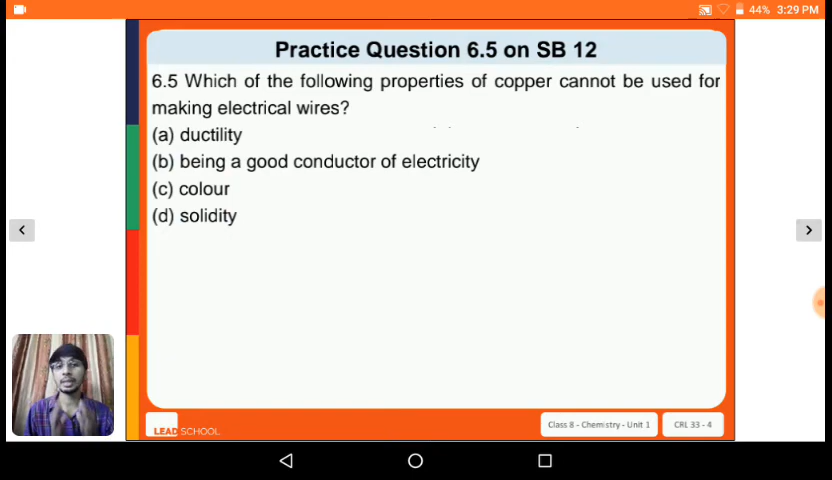 44% 3:29 PM
Practice Question 6.5 on SB 12
6.5 Which of the following properties of copper cannot be used for
making electrical wires?
(a) ductility
(b) being a good conductor of electricity
(c) colour
(d) solidity
LEAD SCHOOL
Class 8 - Chemistry - Unit 1
CRL 33 - 4